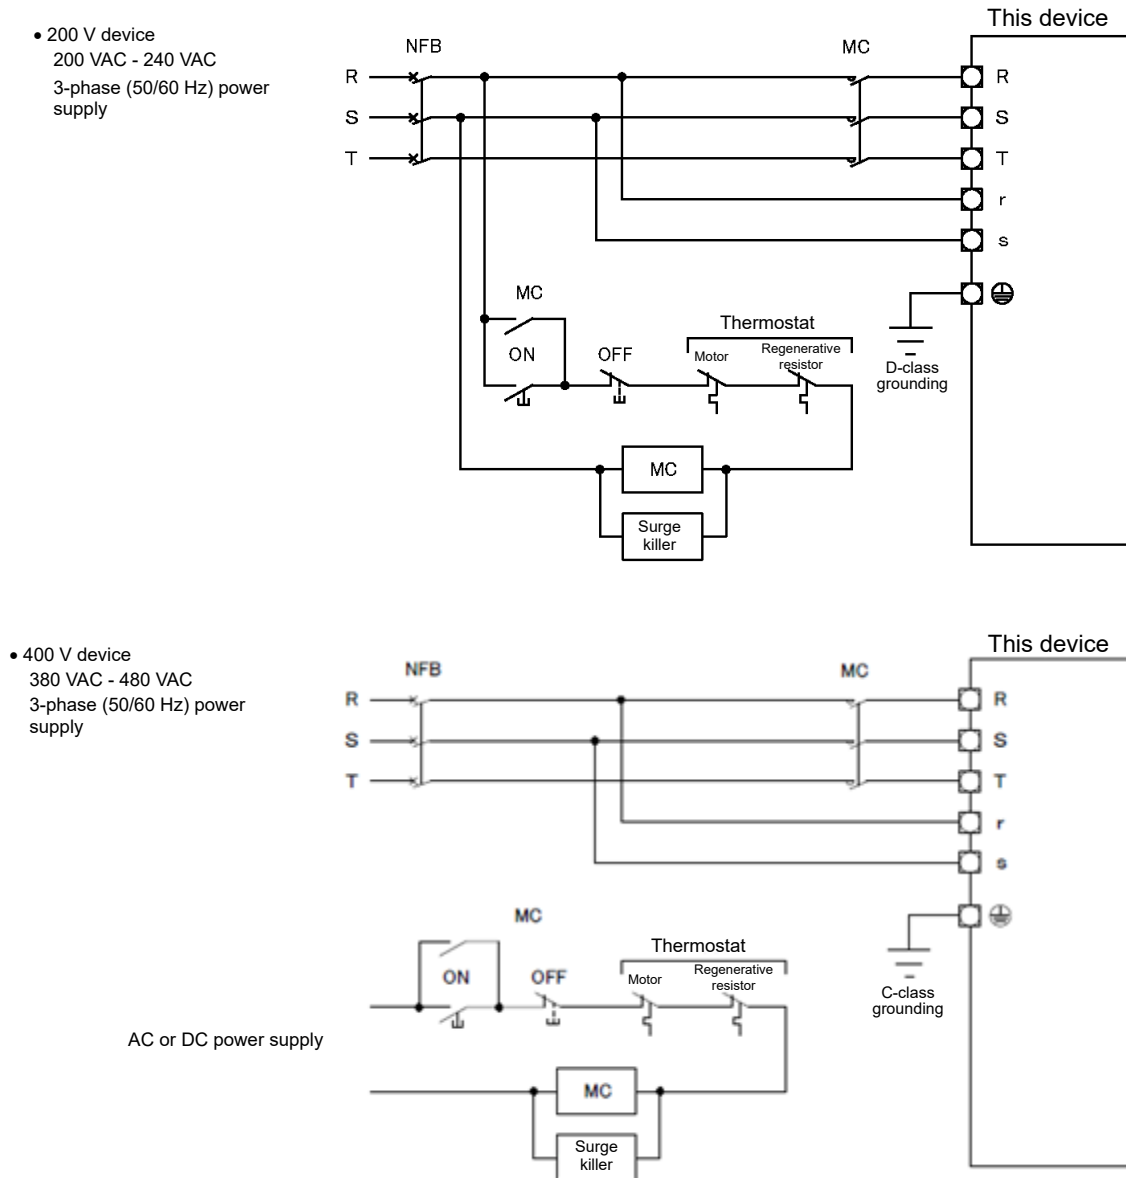 This device
• 200 V device
200 VAC - 240 VAC
3-phase (50/60 Hz) power
supply
NFB
MC
R
R
S
S
T
T
r
s
MC
Thermostat
ON
OFF
Motor
Regenerative
resistor
D-class
grounding
MC
Surge
killer
This device
• 400 V device
380 VAC - 480 VAC
3-phase (50/60 Hz) power
supply
NFB
MC
R
R
S
S
T
T
r
s
MC
Thermostat
ON
OFF
Motor
Regenerative
resistor
C-class
grounding
AC or DC power supply
MC
Surge
killer